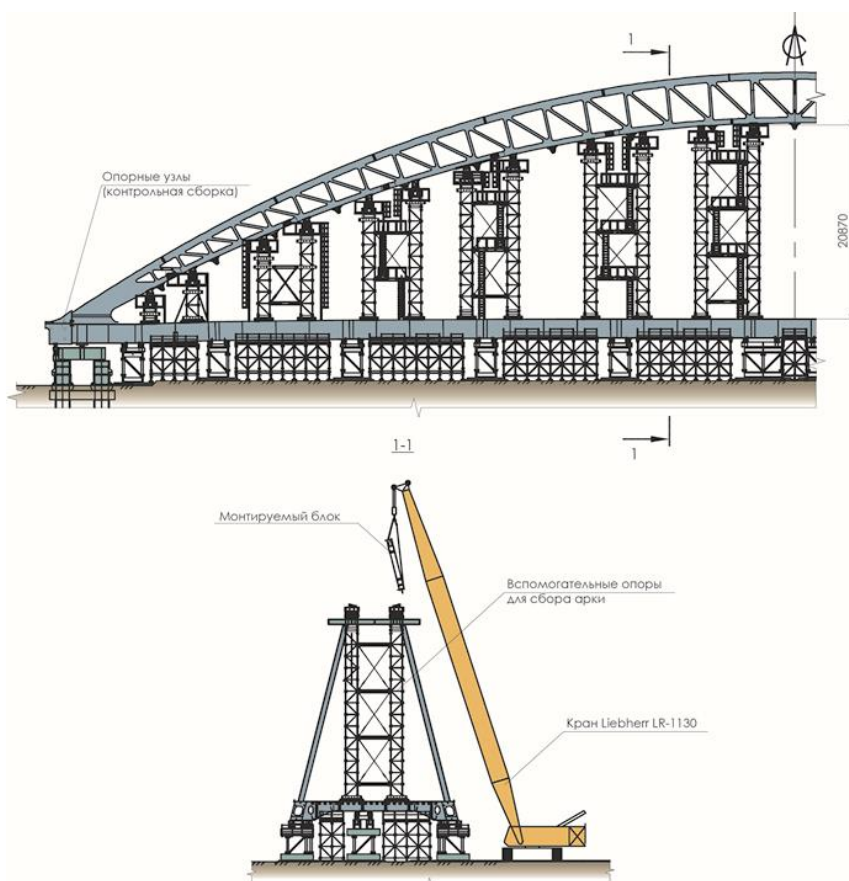 1
Опорные узлы
(контрольная сборка)
20870
1
1-1
Монтируемый блок
Вспомогательные опоры
для сбора арки
Кран Liebherr LR-1130